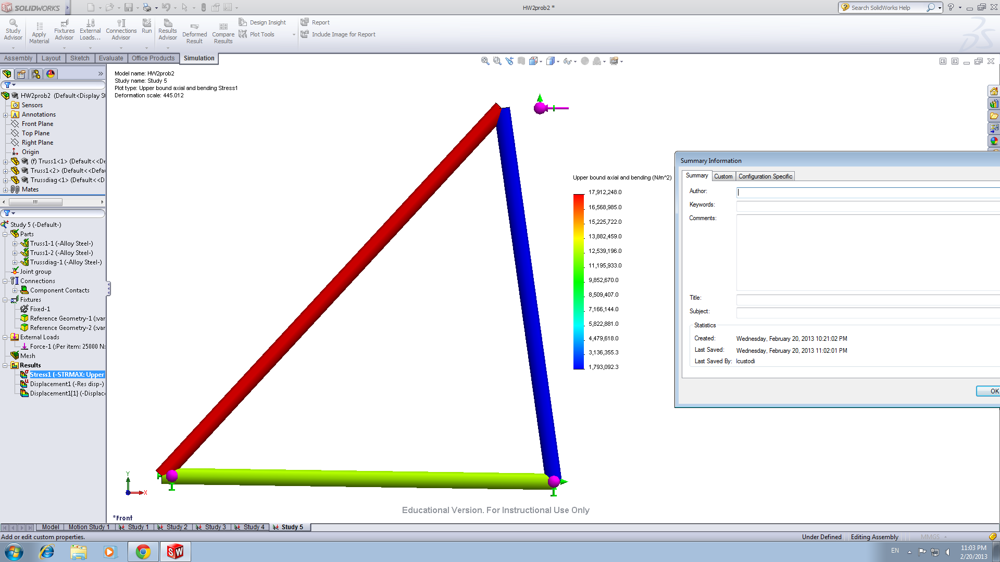 SOLIDWORKS
HW2prob2 *
Search SolidWorks Help
Study Advisor
Apply Material
Fixtures Advisor
External Loads...
Connections Advisor
Run
Results Advisor
Deformed Result
Compare Results
Design Insight
Plot Tools
Report
Include Image for Report
Assembly
Layout
Sketch
Evaluate
Office Products
Simulation
HW2prob2 (Default<Display S
Sensors
Annotations
Front Plane
Top Plane
Right Plane
Origin
(f) Truss1<1> (Default<<De
Truss1<2> (Default<<Defau
Trussdiag<1> (Default<<D
Mates
Study 5 (-Default-)
Parts
Truss1-1 (-Alloy Steel-)
Truss1-2 (-Alloy Steel-)
Trussdiag-1 (-Alloy Steel-)
Joint group
Connections
Component Contacts
Fixtures
Fixed-1
Reference Geometry-1 (:var
Reference Geometry-2 (:var
External Loads
Force-1 (:Per item: 25000 N:
Mesh
Results
Stress1 (-STRMAX: Upper
Displacement1 (-Res disp-)
Displacement1{1} (-Displac
Model name: HW2prob2
Study name: Study 5
Plot type: Upper bound axial and bending Stress1
Deformation scale: 445.012
Upper bound axial and bending (N/m^2)
17,912,248.0
16,568,985.0
15,225,722.0
13,882,459.0
12,539,196.0
11,195,933.0
9,852,670.0
8,509,407.0
7,166,144.0
5,822,881.0
4,479,618.0
3,136,355.3
1,793,092.3
Summary Information
Summary
Custom
Configuration Specific
Author:
Keywords:
Comments:
Title:
Subject:
Statistics
Created: Wednesday, February 20, 2013 10:21:02 PM
Last Saved: Wednesday, February 20, 2013 11:02:01 PM
Last Saved By: lcustodi
OK
Y
X
Educational Version. For Instructional Use Only
*Front
Model
Motion Study 1
Study 1
Study 2
Study 3
Study 4
Study 5
Add or edit custom properties.
Under Defined
Editing Assembly
MMGS
SW
EN
11:03 PM
2/20/2013